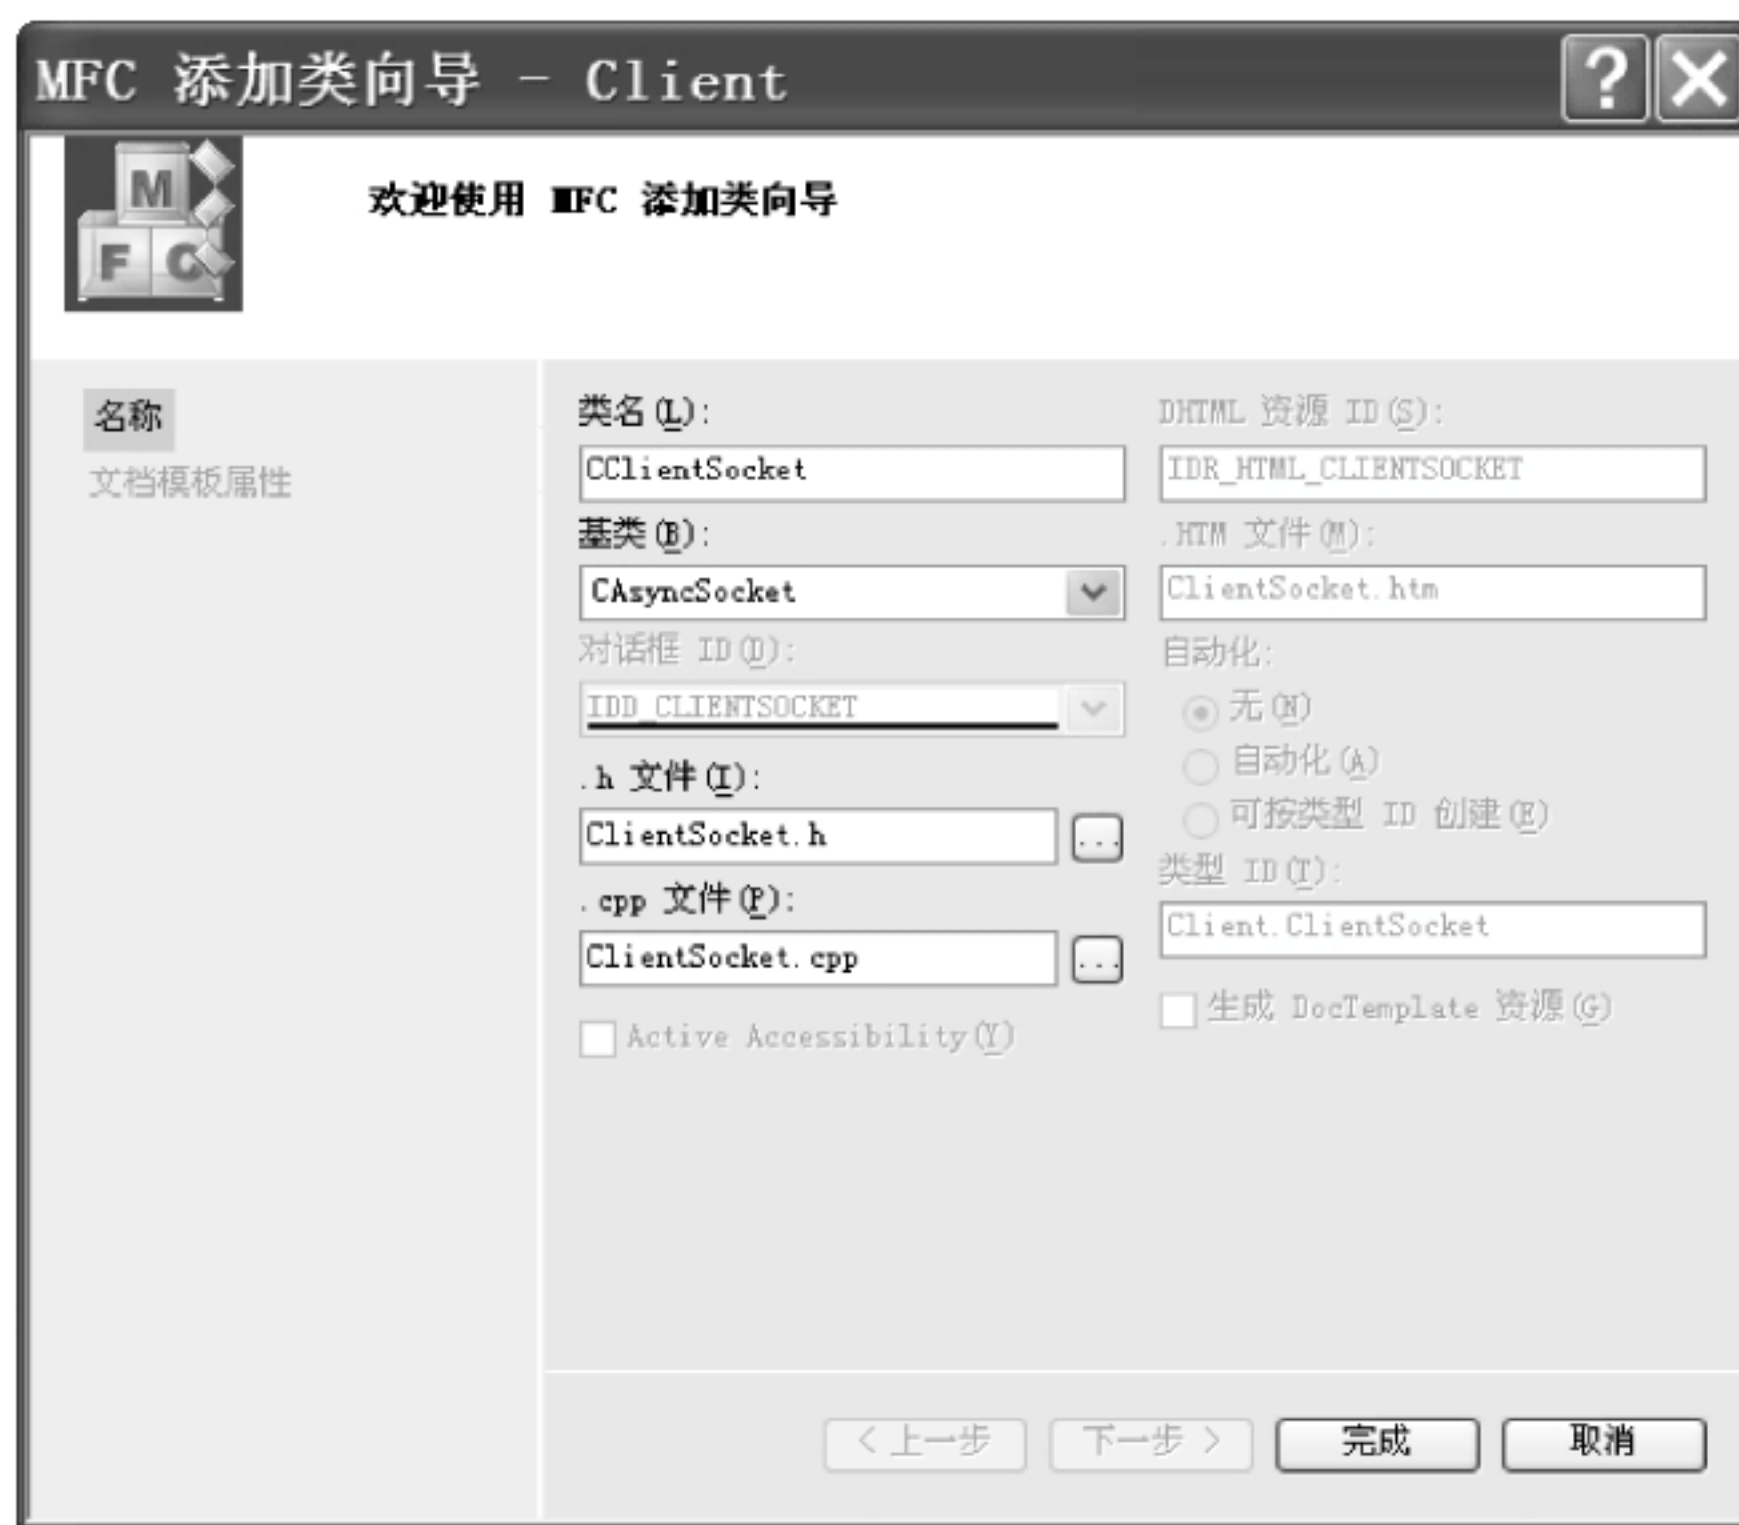 MFC 添加类向导 - Client
M
F C
欢迎使用 MFC 添加类向导
名称
文档模板属性
类名(L):
CClientSocket
基类(B):
CAsyncSocket
对话框 ID(D):
IDD_CLIENTSOCKET
.h 文件(I):
ClientSocket.h
...
.cpp 文件(P):
ClientSocket.cpp
...
Active Accessibility(Y)
DHTML 资源 ID(S):
IDR_HTML_CLIENTSOCKET
.HTM 文件(M):
ClientSocket.htm
自动化:
无(N)
自动化(A)
可按类型 ID 创建(E)
类型 ID(T):
Client.ClientSocket
生成 DocTemplate 资源(G)
< 上一步
下一步 >
完成
取消